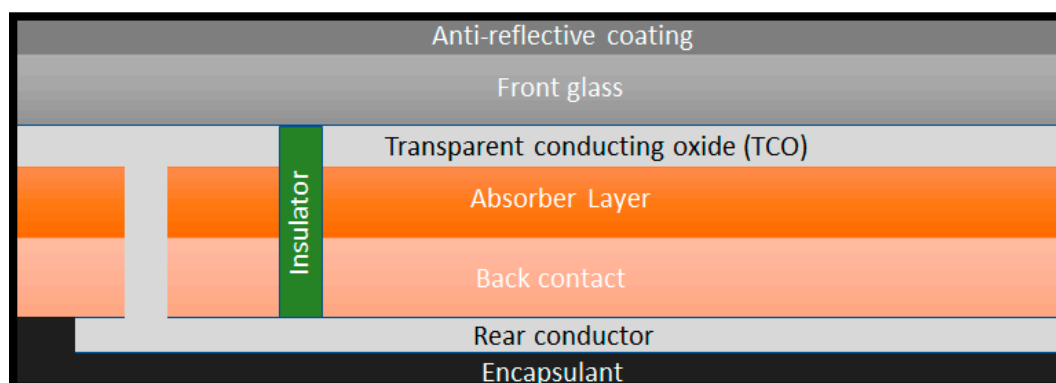 Anti-reflective coating
Front glass
Transparent conducting oxide (TCO)
Insulator
Absorber Layer
Back contact
Rear conductor
Encapsulant